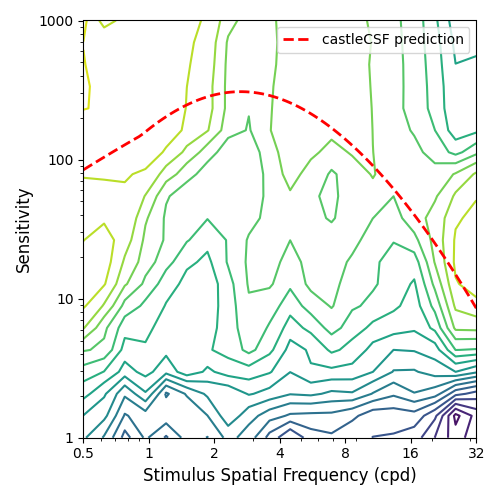 1000
castleCSF prediction
100
Sensitivity
10
1
0.5 1 2 4 8 16 32
Stimulus Spatial Frequency (cpd)